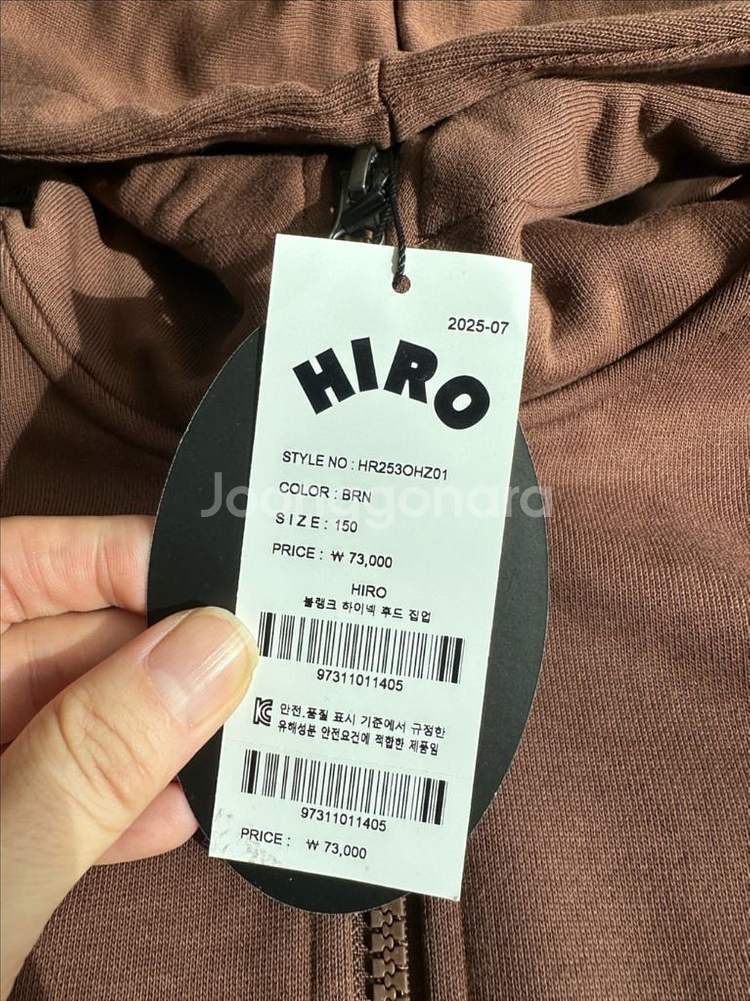 2025-07
HIRO
STYLE NO : HR253OHZ01
COLOR : BRN
SIZE : 150
PRICE : ₩ 73,000
HIRO
블랭크 하이넥 후드 집업
97311011405
안전.품질 표시 기준에서 규정한
유해성분 안전요건에 적합한 제품임
97311011405
PRICE : ₩ 73,000
Joonggonara